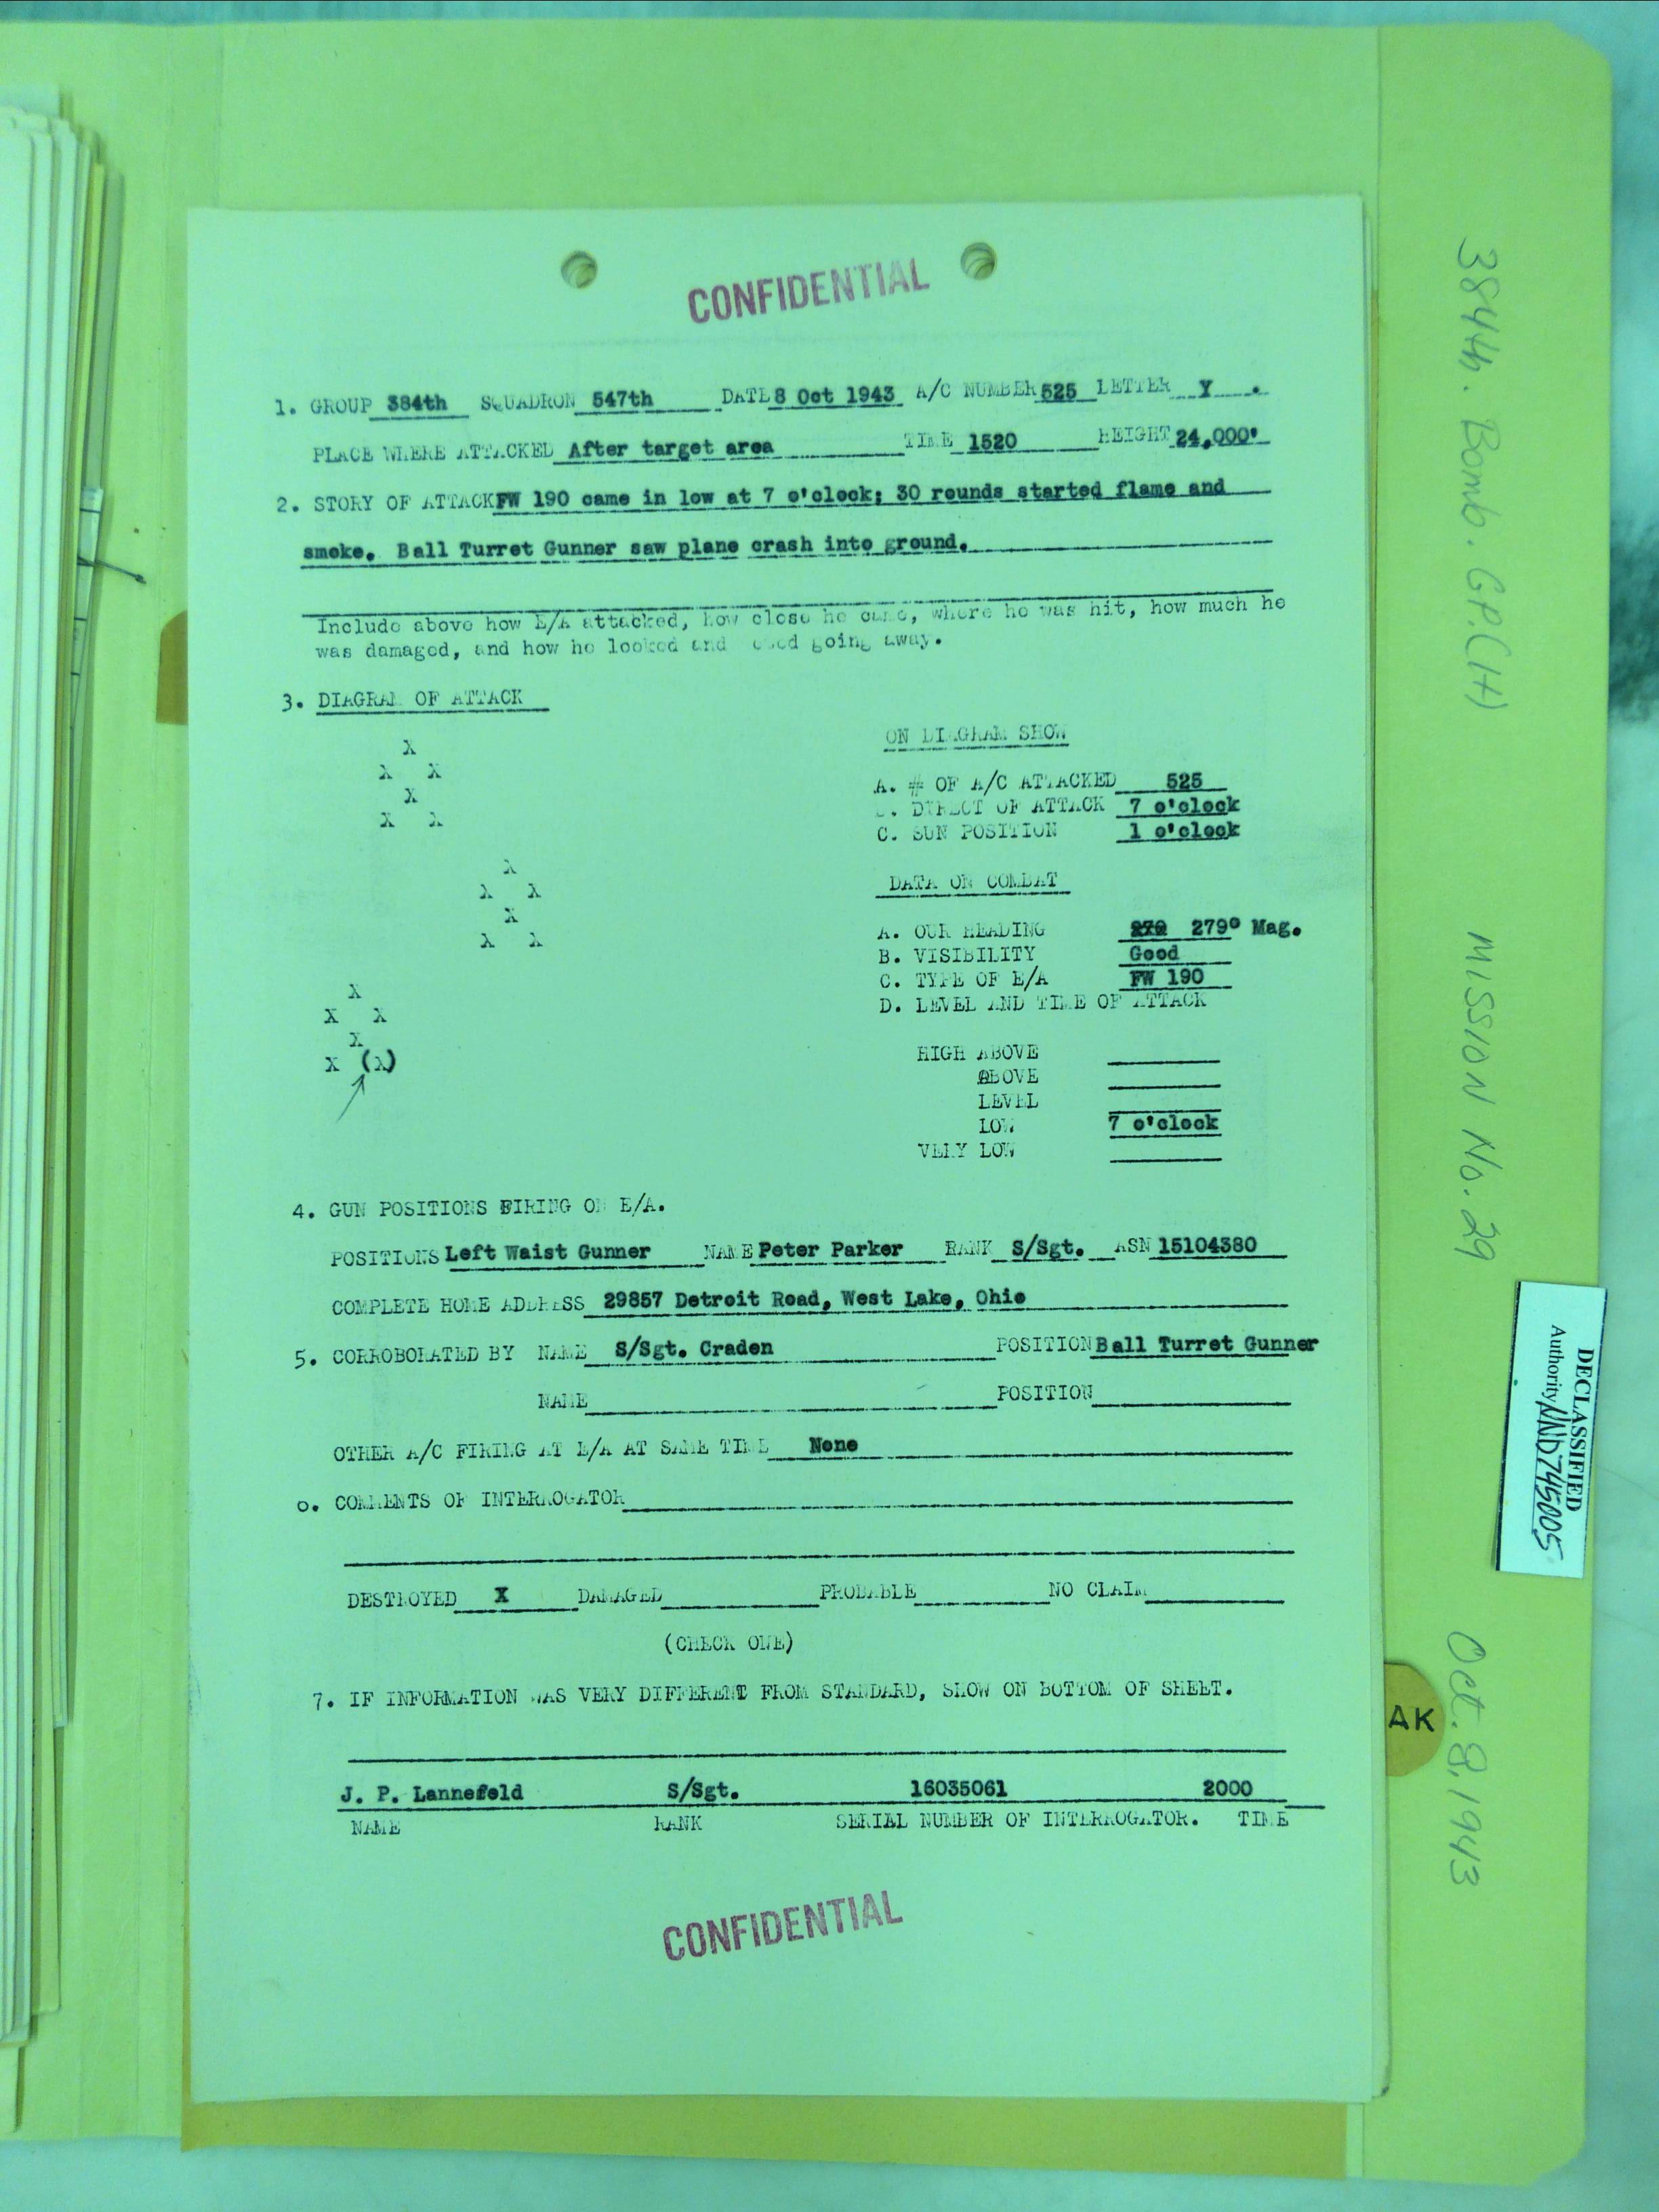 CONFIDENTIAL
1. GROUP 384th SQUADRON 547th DATE 8 Oct 1943 A/C NUMBER 525 LETTER Y .
PLACE WHERE ATTACKED After target area TIME 1520 HEIGHT 24,000'
2. STORY OF ATTACK FW 190 came in low at 7 o'clock; 30 rounds started flame and
smoke. Ball Turret Gunner saw plane crash into ground.
Include above how E/A attacked, how close he came, where he was hit, how much he
was damaged, and how he looked and going away.
3. DIAGRAM OF ATTACK
X
X X
X
X X
X
X X
X
X X
X
X X
X
X (X)
ON DIAGRAM SHOW
A. # OF A/C ATTACKED 525
B. DIRECT OF ATTACK 7 o'clock
C. SUN POSITION 1 o'clock
DATA ON COMBAT
A. OUR HEADING 279° Mag.
B. VISIBILITY Good
C. TYPE OF E/A FW 190
D. LEVEL AND TIME OF ATTACK
HIGH ABOVE
ABOVE
LEVEL
LOW 7 o'clock
VERY LOW
4. GUN POSITIONS FIRING ON E/A.
POSITIONS Left Waist Gunner NAME Peter Parker RANK S/Sgt. ASN 15104380
COMPLETE HOME ADDRESS 29857 Detroit Road, West Lake, Ohio
5. CORROBORATED BY NAME S/Sgt. Craden POSITION Ball Turret Gunner
NAME POSITION
OTHER A/C FIRING AT E/A AT SAME TIME None
6. COMMENTS OF INTERROGATOR
DESTROYED X DAMAGED PROBABLE NO CLAIM
(CHECK ONE)
7. IF INFORMATION WAS VERY DIFFERENT FROM STANDARD, SHOW ON BOTTOM OF SHEET.
J. P. Lannefeld S/Sgt. 16035061 2000
NAME RANK SERIAL NUMBER OF INTERROGATOR. TIME
CONFIDENTIAL
384th. Bomb. GP.(H)
MISSION No. 29
Oct. 8, 1943
DECLASSIFIED
Authority NND745005
AK